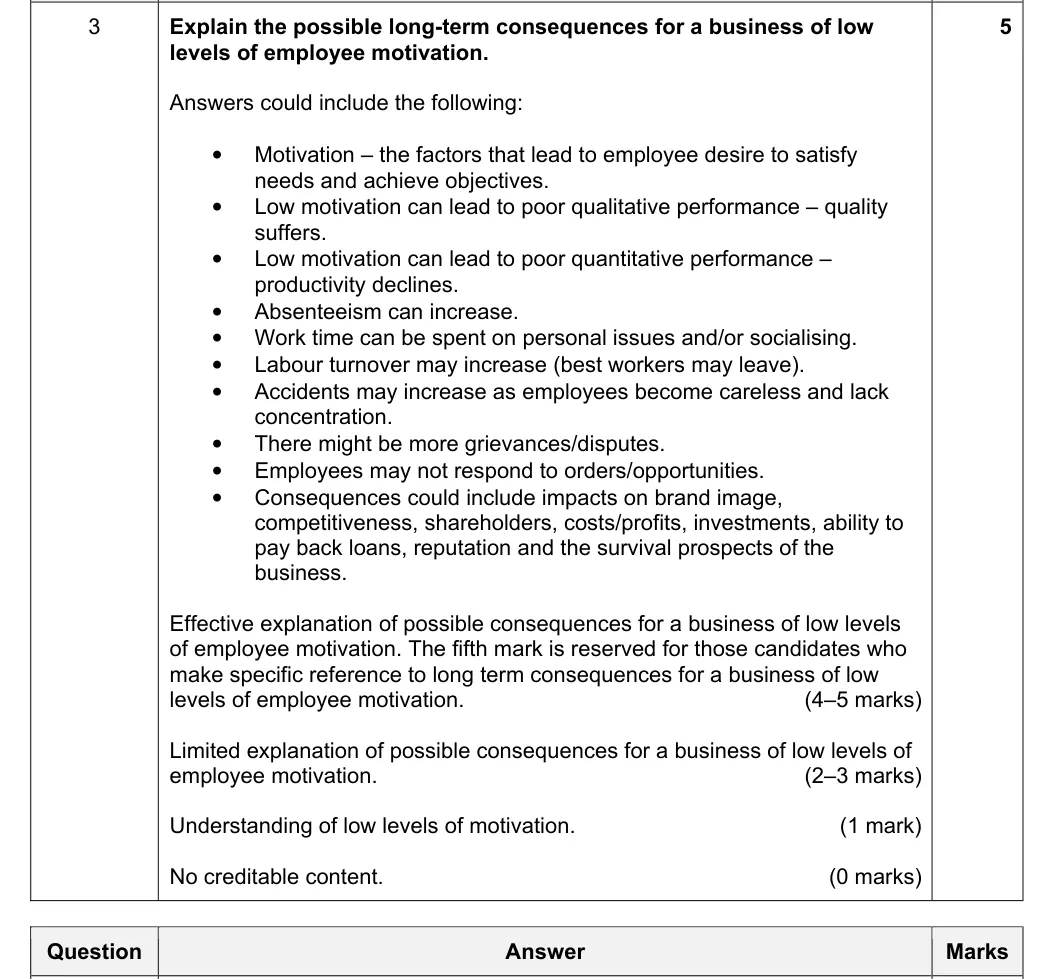 3
Explain the possible long-term consequences for a business of low
5
levels of employee motivation.
Answers could include the following:
• Motivation – the factors that lead to employee desire to satisfy
needs and achieve objectives.
• Low motivation can lead to poor qualitative performance – quality
suffers.
• Low motivation can lead to poor quantitative performance –
productivity declines.
• Absenteeism can increase.
• Work time can be spent on personal issues and/or socialising.
• Labour turnover may increase (best workers may leave).
• Accidents may increase as employees become careless and lack
concentration.
• There might be more grievances/disputes.
• Employees may not respond to orders/opportunities.
• Consequences could include impacts on brand image,
competitiveness, shareholders, costs/profits, investments, ability to
pay back loans, reputation and the survival prospects of the
business.
Effective explanation of possible consequences for a business of low levels
of employee motivation. The fifth mark is reserved for those candidates who
make specific reference to long term consequences for a business of low
levels of employee motivation. (4–5 marks)
Limited explanation of possible consequences for a business of low levels of
employee motivation. (2–3 marks)
Understanding of low levels of motivation. (1 mark)
No creditable content. (0 marks)
Question Answer Marks